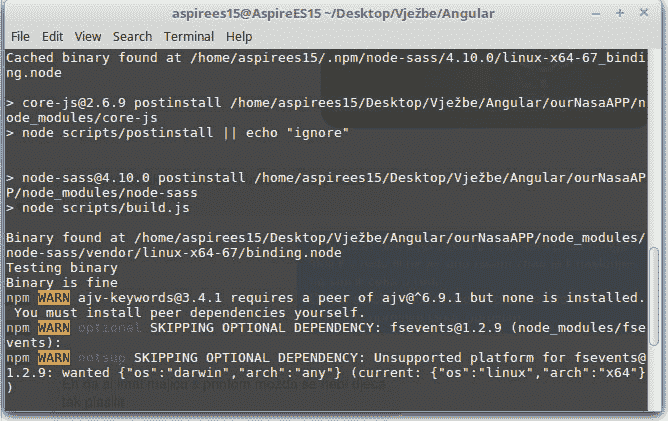 aspirees15@AspireES15 ~/Desktop/Vježbe/Angular
File Edit View Search Terminal Help
Cached binary found at /home/aspirees15/.npm/node-sass/4.10.0/linux-x64-67_bindi
ng.node
> core-js@2.6.9 postinstall /home/aspirees15/Desktop/Vježbe/Angular/ourNasaAPP/n
ode_modules/core-js
> node scripts/postinstall || echo "ignore"
> node-sass@4.10.0 postinstall /home/aspirees15/Desktop/Vježbe/Angular/ourNasaAP
P/node_modules/node-sass
> node scripts/build.js
Binary found at /home/aspirees15/Desktop/Vježbe/Angular/ourNasaAPP/node_modules/
node-sass/vendor/linux-x64-67/binding.node
Testing binary
Binary is fine
npm WARN ajv-keywords@3.4.1 requires a peer of ajv@^6.9.1 but none is installed.
You must install peer dependencies yourself.
npm WARN optional SKIPPING OPTIONAL DEPENDENCY: fsevents@1.2.9 (node_modules/fse
vents):
npm WARN notsup SKIPPING OPTIONAL DEPENDENCY: Unsupported platform for fsevents@
1.2.9: wanted {"os":"darwin","arch":"any"} (current: {"os":"linux","arch":"x64"}
)